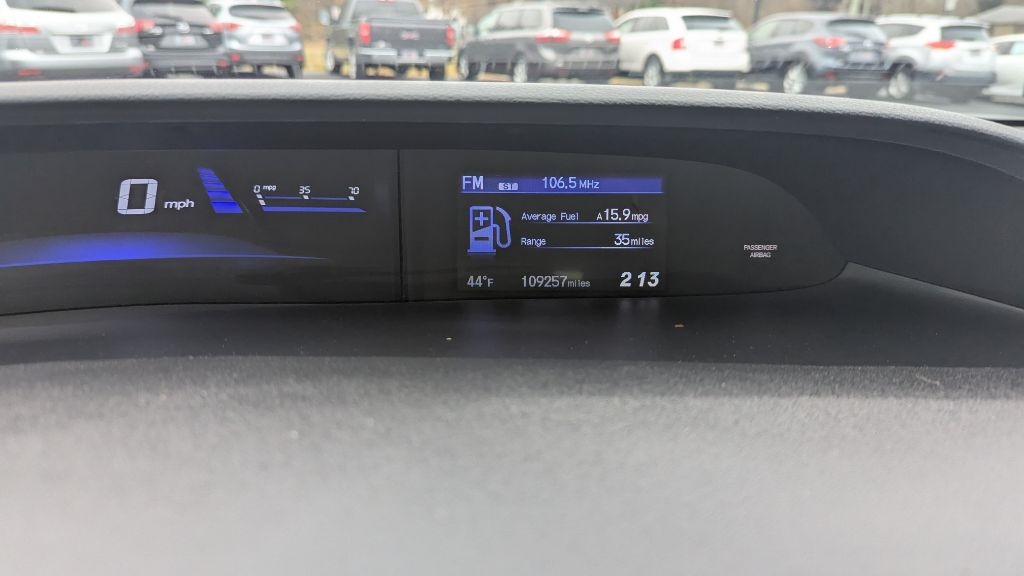 FM ST 106.5 MHz
0 mph
0 mpg 35 70
Average Fuel A 15.9 mpg
Range 35 miles
PASSENGER
AIRBAG
44°F 109257 miles 2 13